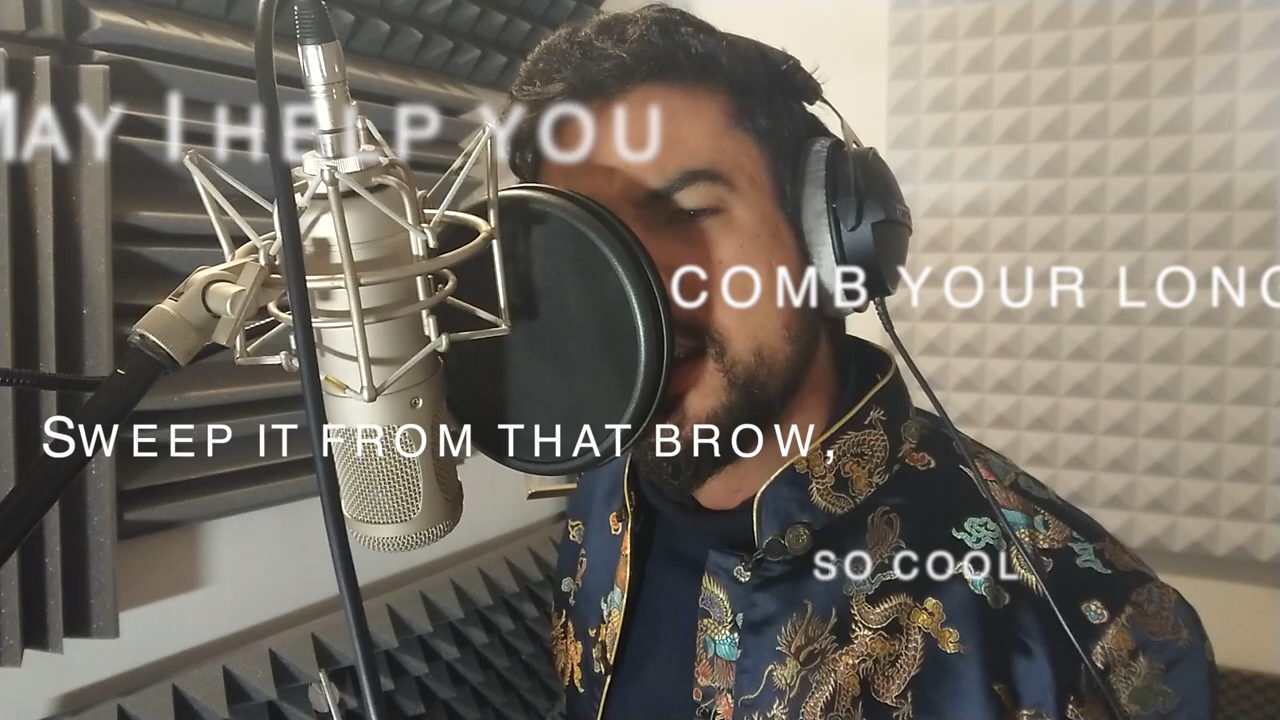 MAY I HELP YOU
COMB YOUR LONG
SWEEP IT FROM THAT BROW,
SO COOL